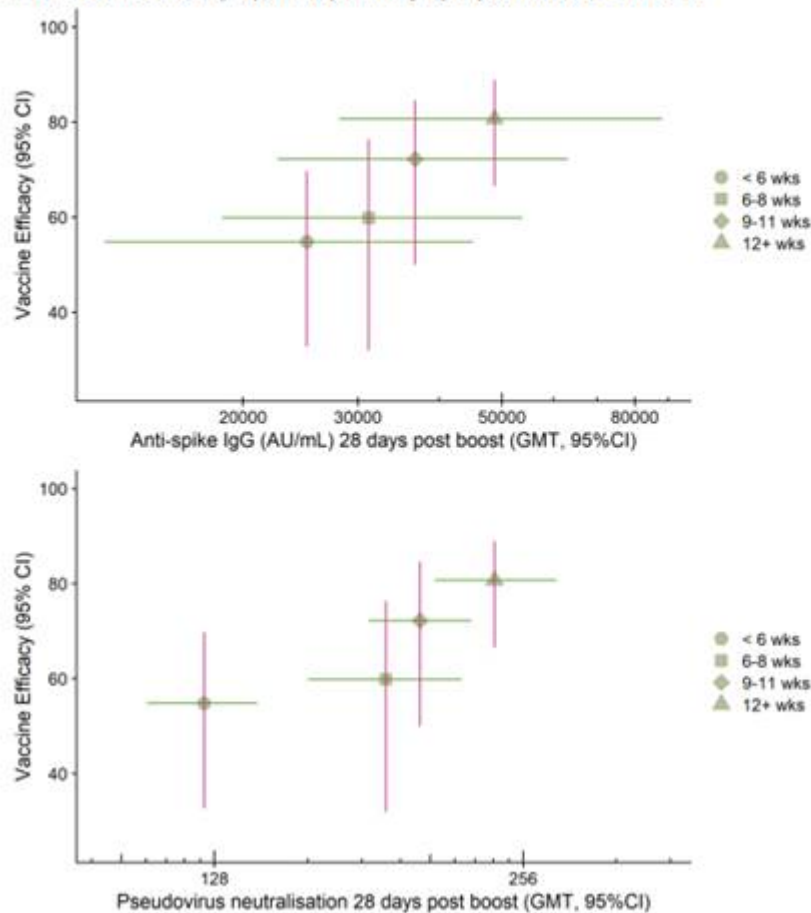 100
80
60
40
Vaccine Efficacy (95% CI)
< 6 wks
6-8 wks
9-11 wks
12+ wks
20000 30000 50000 80000
Anti-spike IgG (AU/mL) 28 days post boost (GMT, 95%CI)
100
80
60
40
Vaccine Efficacy (95% CI)
< 6 wks
6-8 wks
9-11 wks
12+ wks
128 256
Pseudovirus neutralisation 28 days post boost (GMT, 95%CI)